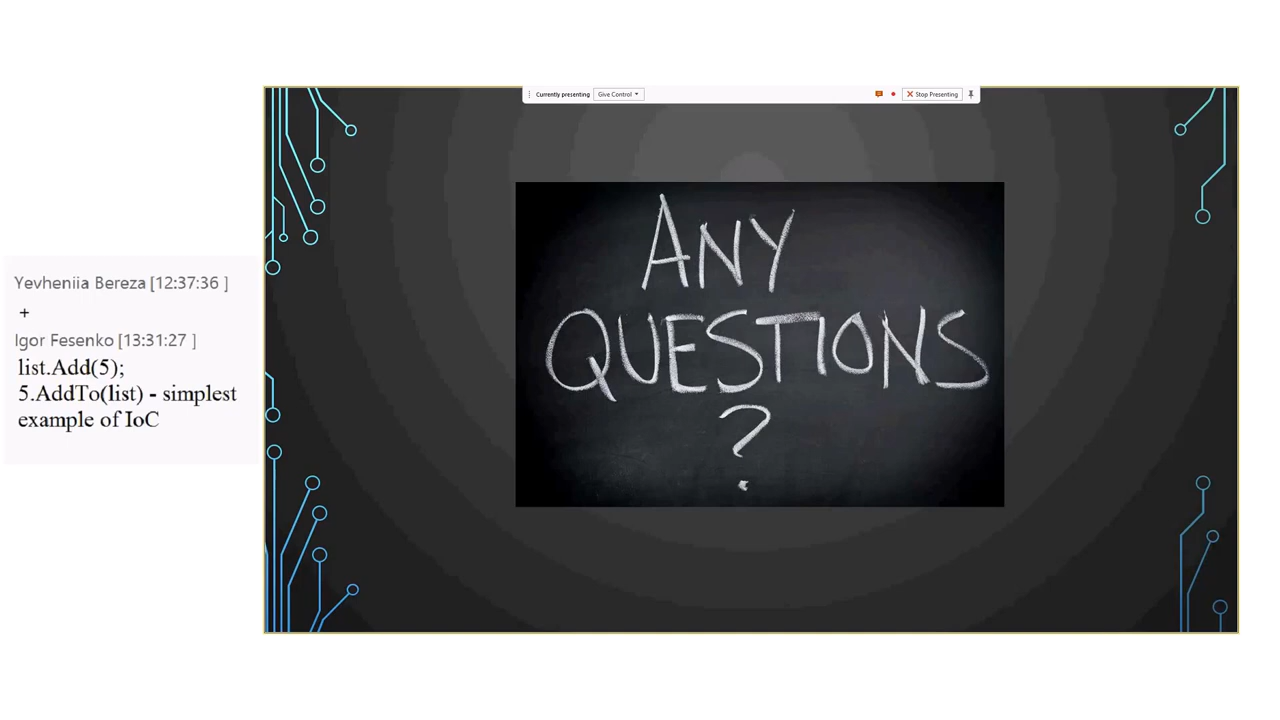 Currently presenting Give Control Stop Presenting
Yevheniia Bereza [12:37:36 ]
+
Igor Fesenko [13:31:27 ]
list.Add(5);
5.AddTo(list) - simplest
example of IoC
ANY
QUESTIONS
?